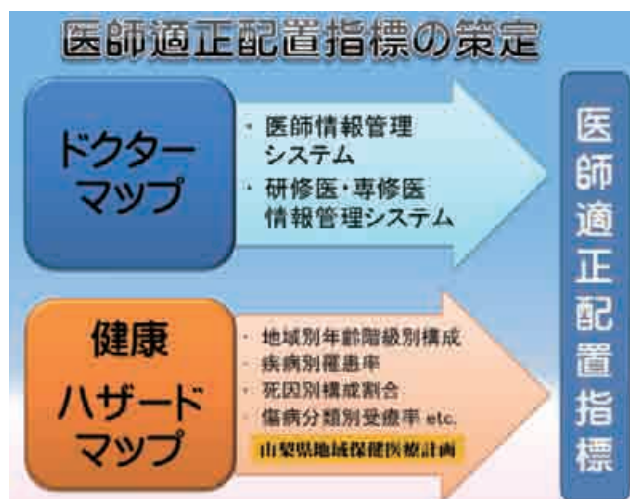 医師適正配置指標の策定
ドクター
マップ
・ 医師情報管理
システム
・ 研修医・専修医
情報管理システム
健康
ハザード
マップ
・ 地域別年齢階級別構成
・ 疾病別罹患率
・ 死因別構成割合
・ 傷病分類別受療率 etc.
山梨県地域保健医療計画
医師適正配置指標